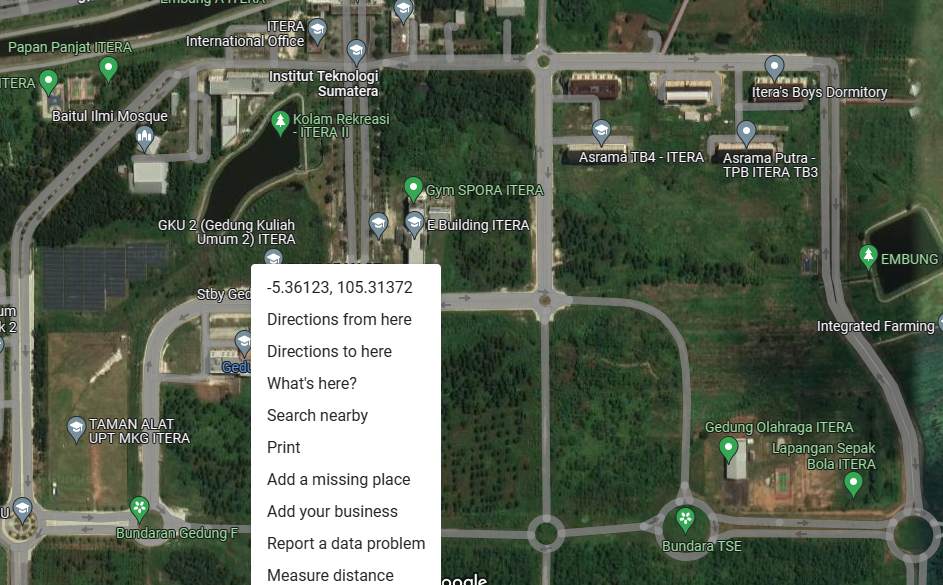 Embung A ITERA
ITERA
International Office
Papan Panjat ITERA
ITERA
Institut Teknologi
Sumatera
Itera's Boys Dormitory
Baitul Ilmi Mosque
Kolam Rekreasi
- ITERA II
Asrama TB4 - ITERA
Asrama Putra -
TPB ITERA TB3
Gym SPORA ITERA
GKU 2 (Gedung Kuliah
Umum 2) ITERA
E Building ITERA
EMBUNG
-5.36123, 105.31372
Stby Ged
um
k 2
Directions from here
Integrated Farming
Directions to here
Gedu
What's here?
Search nearby
TAMAN ALAT
UPT MKG ITERA
Gedung Olahraga ITERA
Lapangan Sepak
Bola ITERA
Print
Add a missing place
U
Add your business
Bundaran Gedung F
Report a data problem
Bundara TSE
Measure distance
oogle